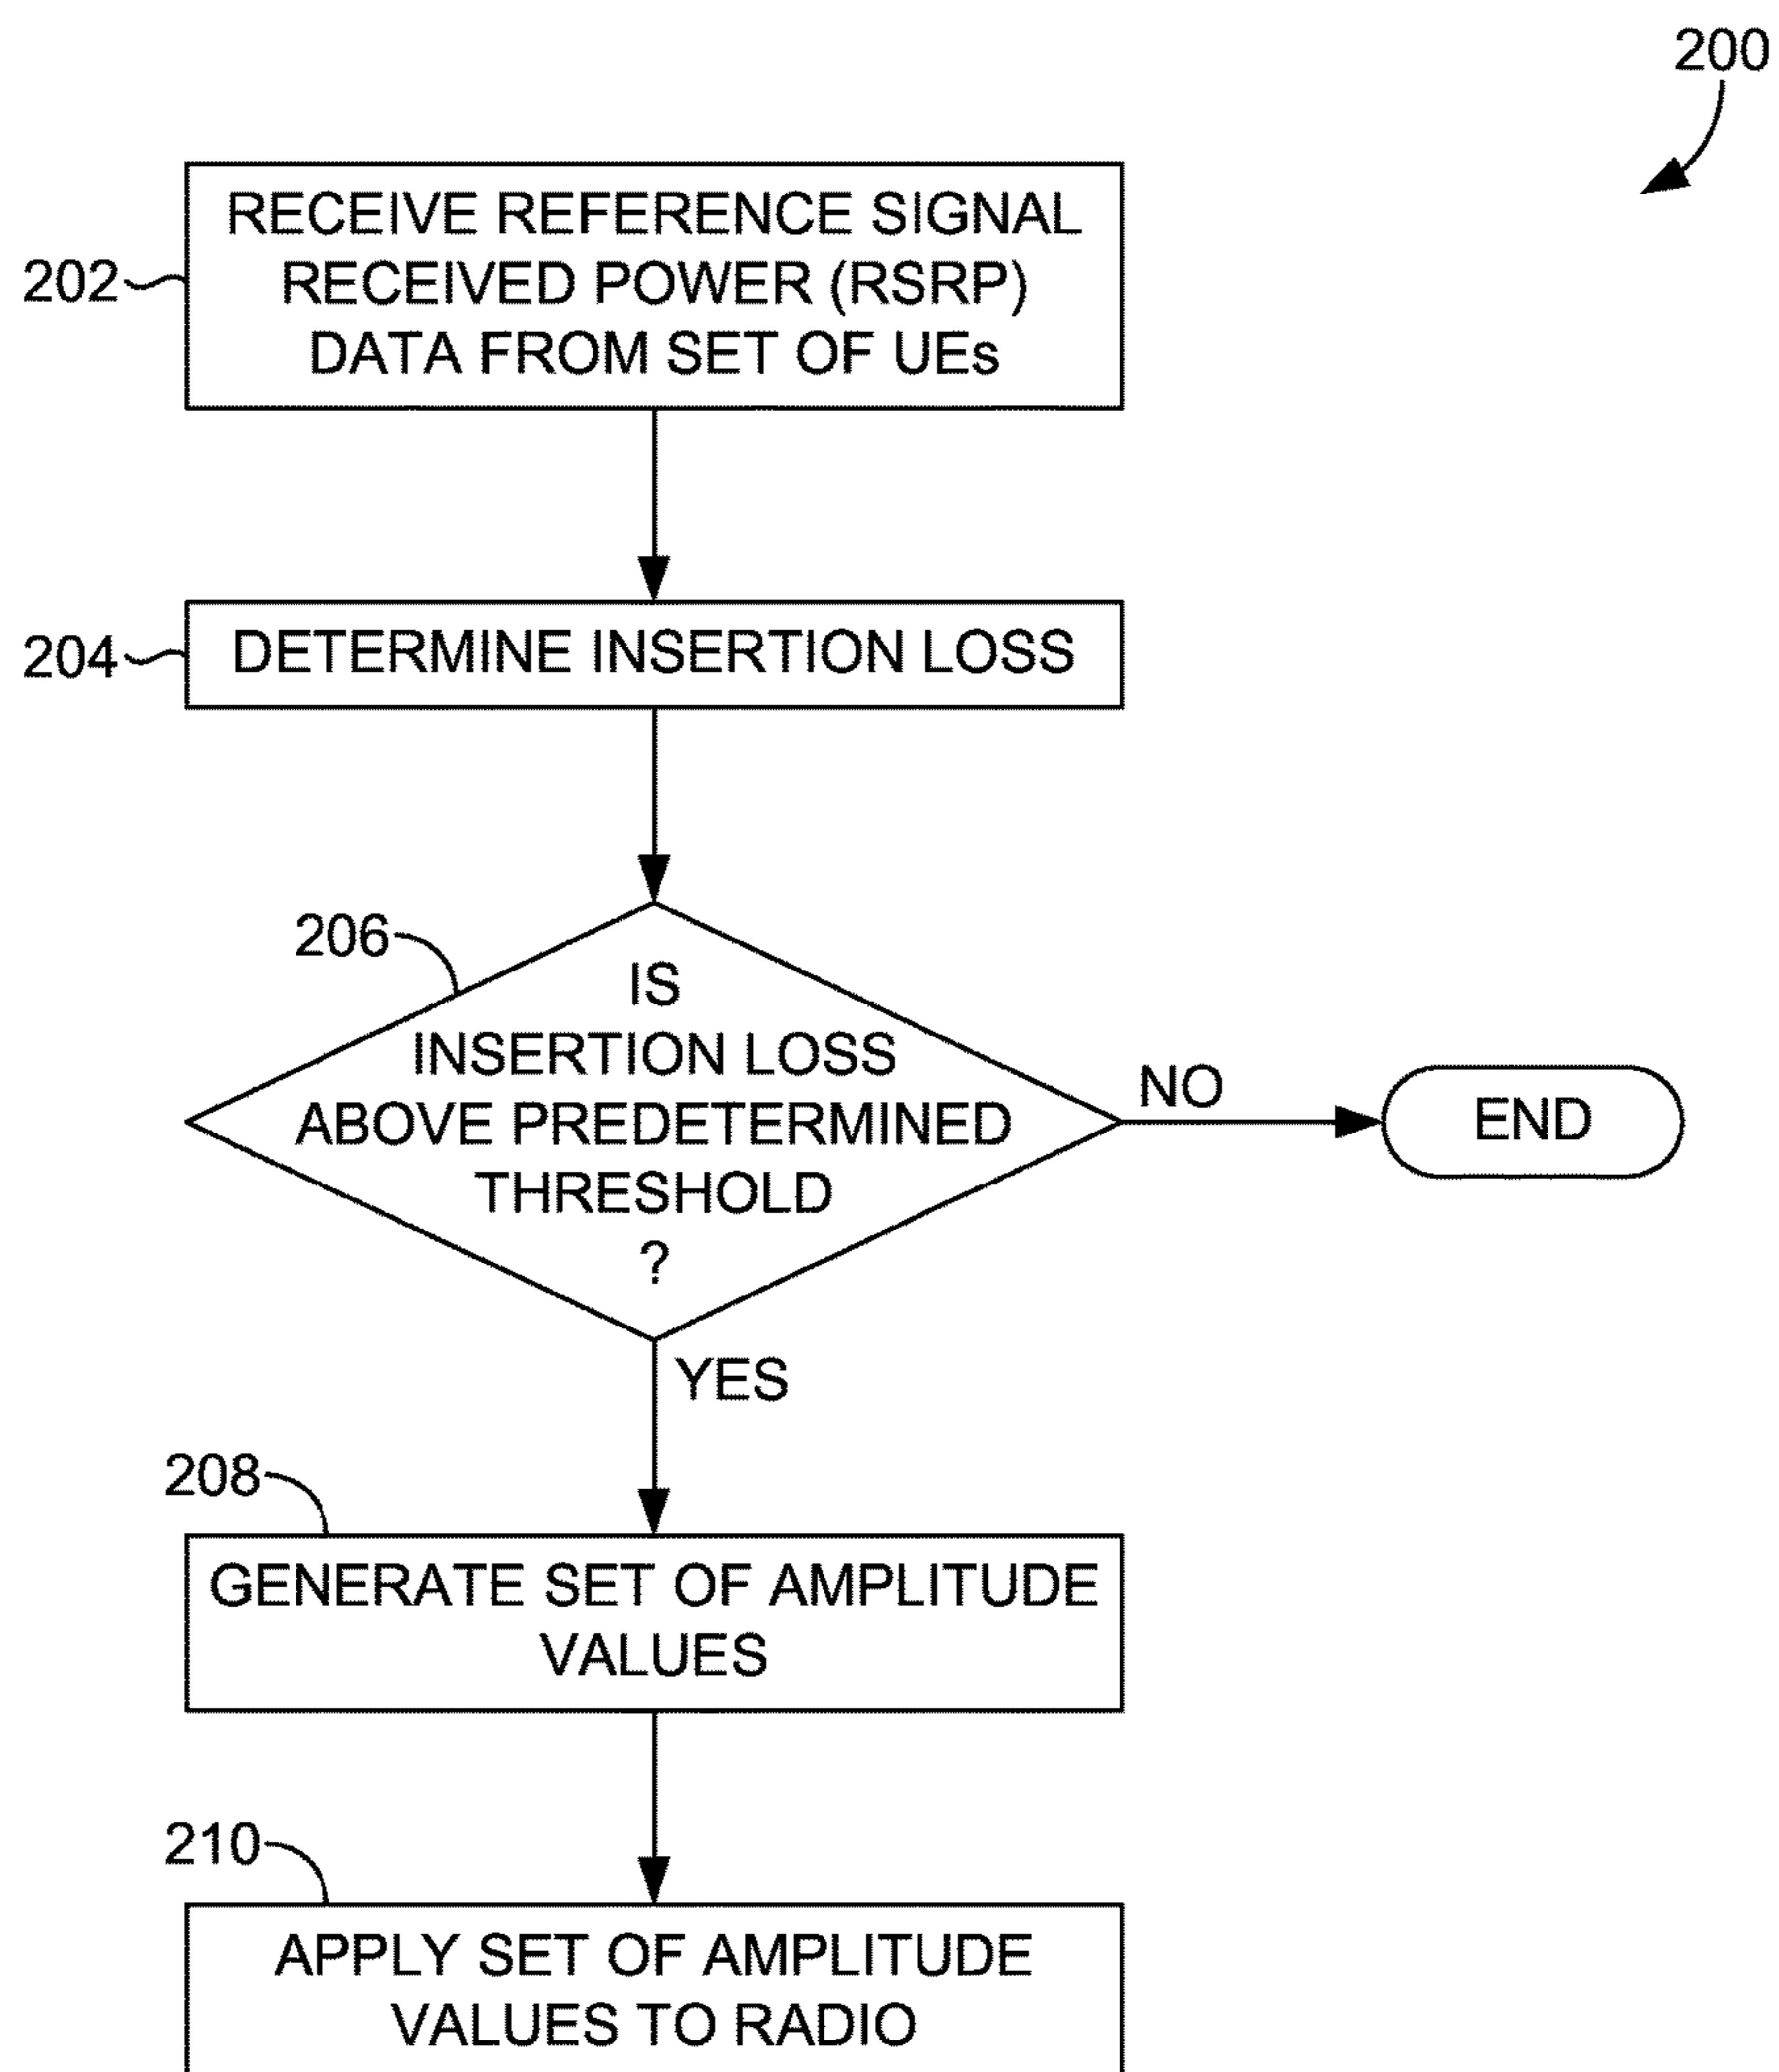 200
RECEIVE REFERENCE SIGNAL
RECEIVED POWER (RSRP)
DATA FROM SET OF UEs
202
DETERMINE INSERTION LOSS
204
206
IS
INSERTION LOSS
ABOVE PREDETERMINED
THRESHOLD
?
NO
END
YES
208
GENERATE SET OF AMPLITUDE
VALUES
210
APPLY SET OF AMPLITUDE
VALUES TO RADIO